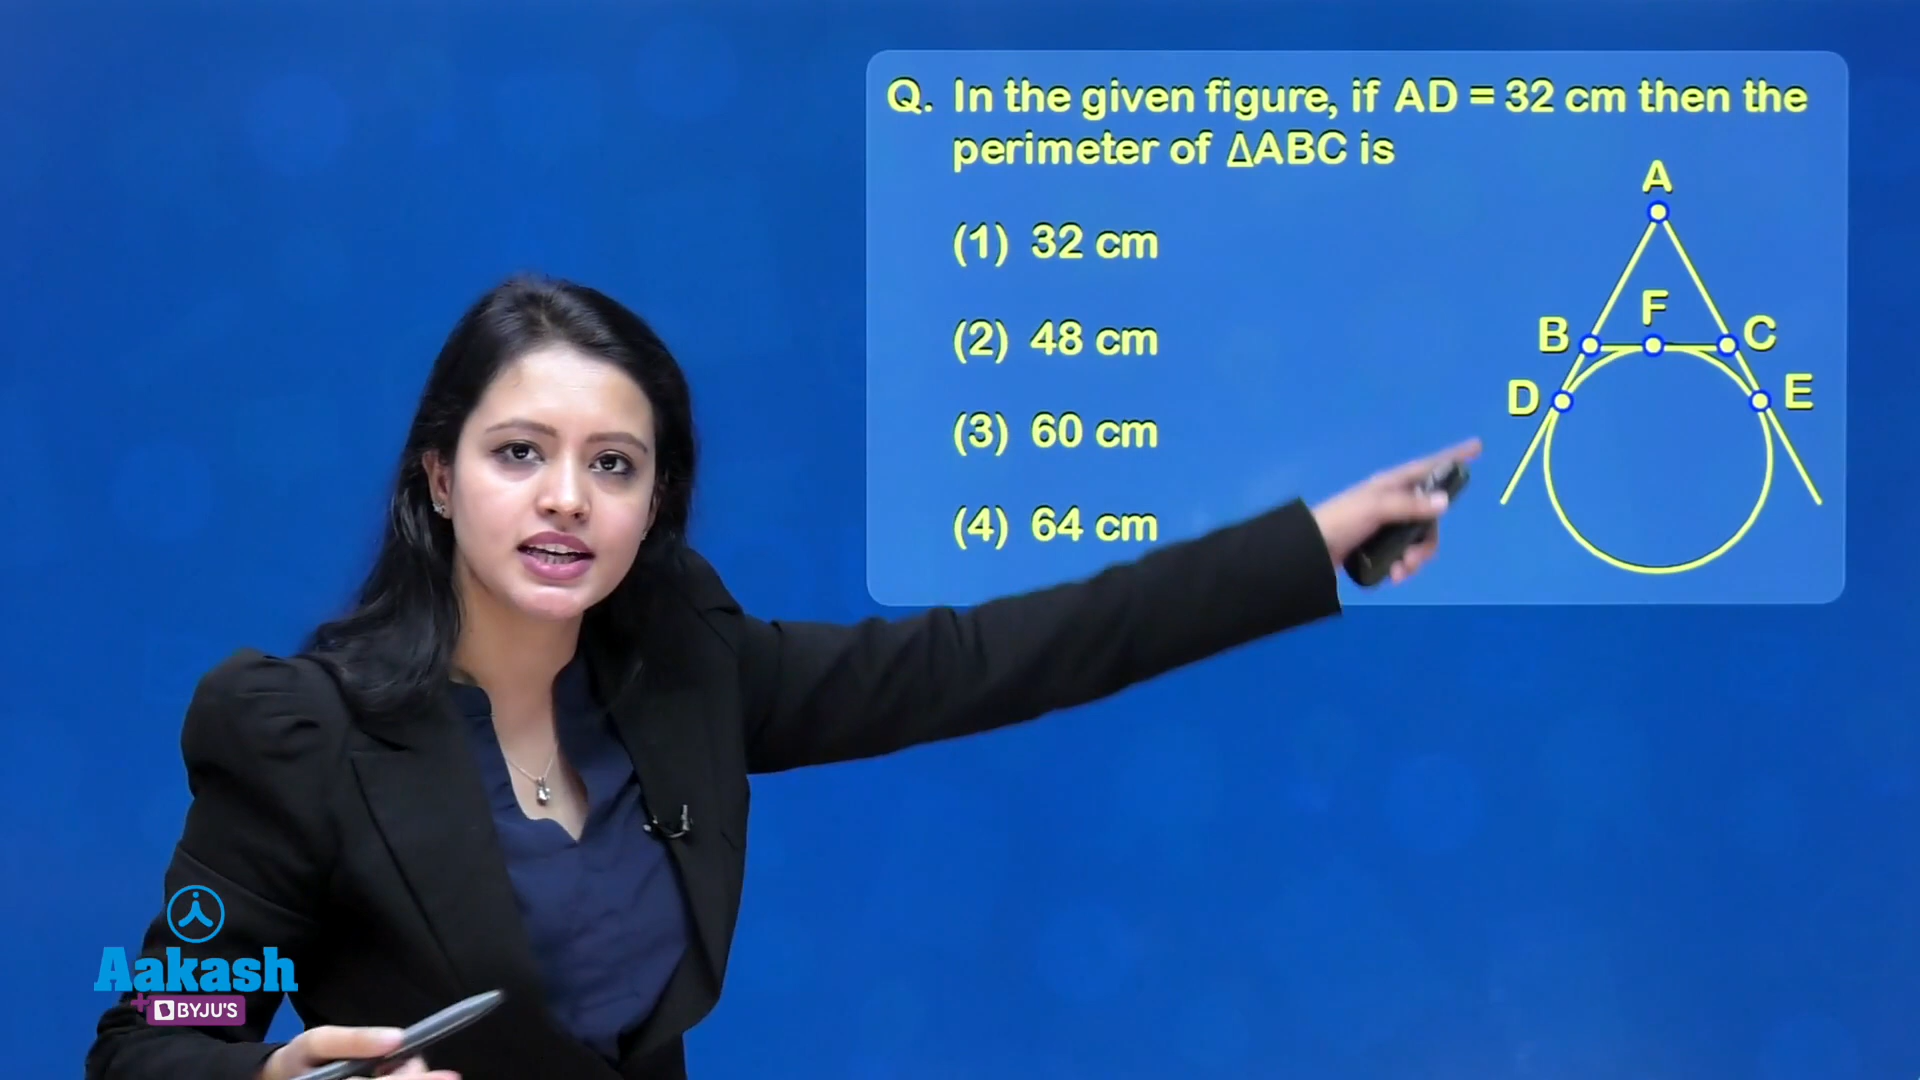 Q. In the given figure, if AD = 32 cm then the
perimeter of ΔABC is
(1) 32 cm
(2) 48 cm
(3) 60 cm
(4) 64 cm
A
F
B
C
D
E
Aakash
+ BYJU'S